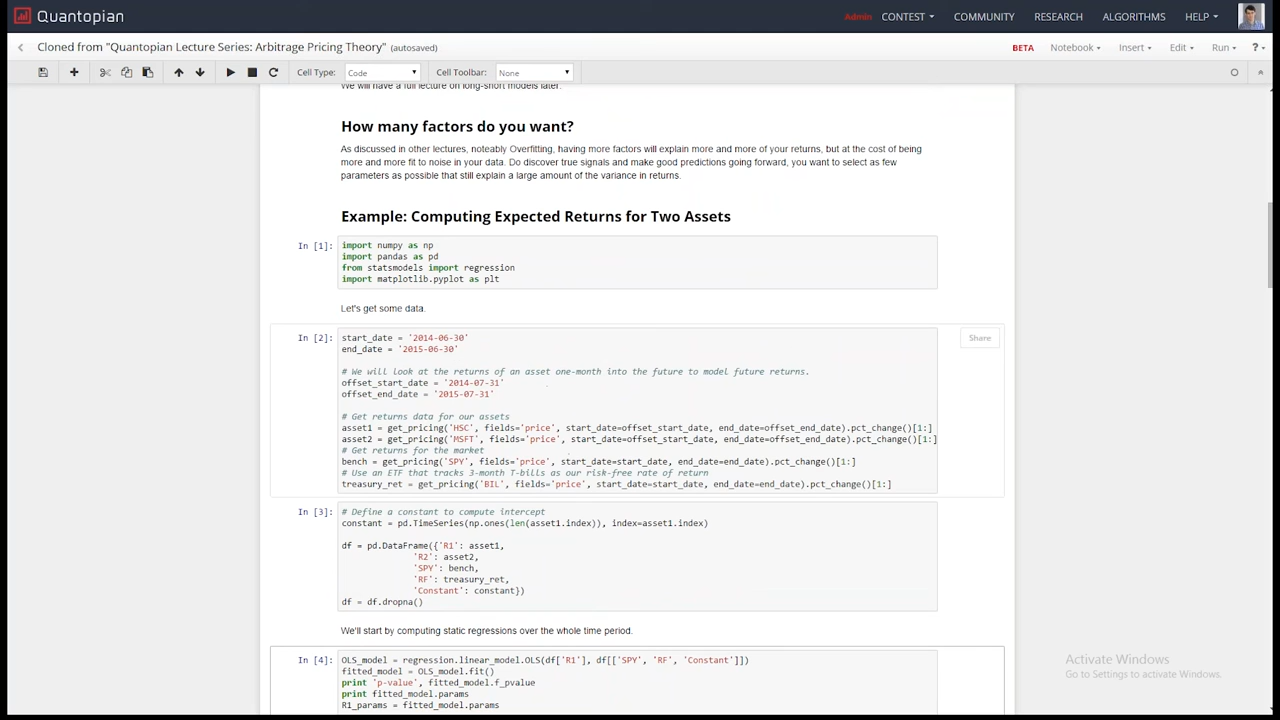 Quantopian
Admin CONTEST COMMUNITY RESEARCH ALGORITHMS HELP
Cloned from "Quantopian Lecture Series: Arbitrage Pricing Theory" (autosaved)
BETA Notebook Insert Edit Run ?
Cell Type: Code Cell Toolbar: None
We will have a full lecture on long-short models later.
How many factors do you want?
As discussed in other lectures, noteably Overfitting, having more factors will explain more and more of your returns, but at the cost of being
more and more fit to noise in your data. Do discover true signals and make good predictions going forward, you want to select as few
parameters as possible that still explain a large amount of the variance in returns.
Example: Computing Expected Returns for Two Assets
In [1]: import numpy as np
import pandas as pd
from statsmodels import regression
import matplotlib.pyplot as plt
Let's get some data.
In [2]: start_date = '2014-06-30'
Share
end_date = '2015-06-30'
# We will look at the returns of an asset one-month into the future to model future returns.
offset_start_date = '2014-07-31'
offset_end_date = '2015-07-31'
# Get returns data for our assets
asset1 = get_pricing('HSC', fields='price', start_date=offset_start_date, end_date=offset_end_date).pct_change()[1:]
asset2 = get_pricing('MSFT', fields='price', start_date=offset_start_date, end_date=offset_end_date).pct_change()[1:]
# Get returns for the market
bench = get_pricing('SPY', fields='price', start_date=start_date, end_date=end_date).pct_change()[1:]
# Use an ETF that tracks 3-month T-bills as our risk-free rate of return
treasury_ret = get_pricing('BIL', fields='price', start_date=start_date, end_date=end_date).pct_change()[1:]
In [3]: # Define a constant to compute intercept
constant = pd.TimeSeries(np.ones(len(asset1.index)), index=asset1.index)
df = pd.DataFrame({'R1': asset1,
'R2': asset2,
'SPY': bench,
'RF': treasury_ret,
'Constant': constant})
df = df.dropna()
We'll start by computing static regressions over the whole time period.
In [4]: OLS_model = regression.linear_model.OLS(df['R1'], df[['SPY', 'RF', 'Constant']])
fitted_model = OLS_model.fit()
print 'p-value', fitted_model.f_pvalue
print fitted_model.params
R1_params = fitted_model.params
Activate Windows
Go to Settings to activate Windows.